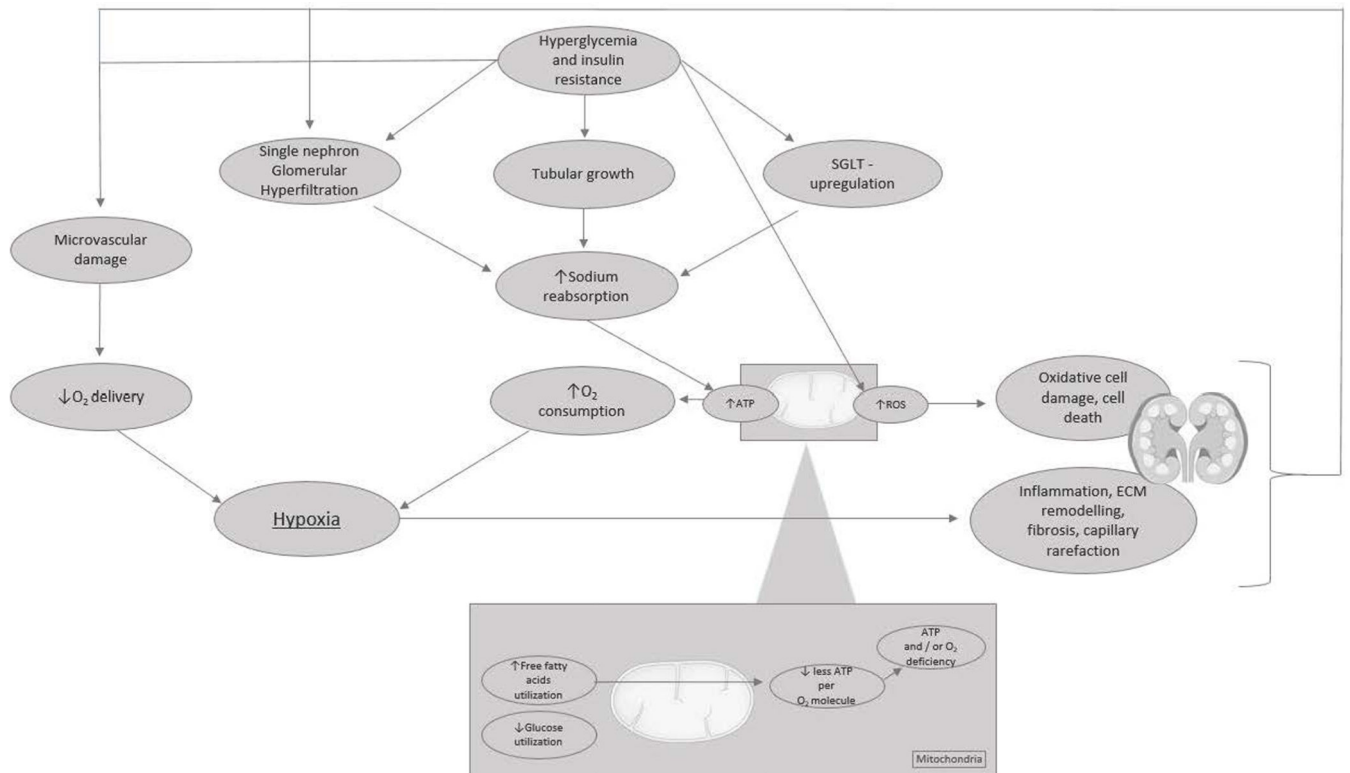 Hyperglycemia
and insulin
resistance
Single nephron
Glomerular
Hyperfiltration
Tubular growth
SGLT -
upregulation
Microvascular
damage
↑Sodium
reabsorption
↓O₂ delivery
↑O₂
consumption
↑ATP
↑ROS
Oxidative cell
damage, cell
death
Hypoxia
Inflammation, ECM
remodelling,
fibrosis, capillary
rarefaction
↑Free fatty
acids
utilization
↓Glucose
utilization
↓ less ATP
per
O₂ molecule
ATP
and / or O₂
deficiency
Mitochondria